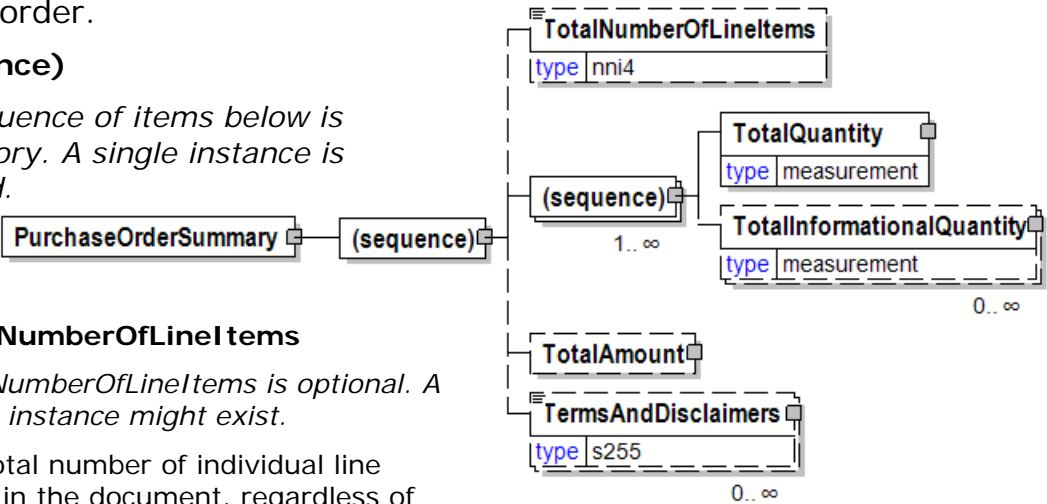 order.
nce)
uence of items below is
ory. A single instance is
d.
NumberOfLineItems
NumberOfLineItems is optional. A
instance might exist.
otal number of individual line
in the document, regardless of
PurchaseOrderSummary
(sequence)
TotalNumberOfLineItems
type nni4
(sequence)
1.. ∞
TotalQuantity
type measurement
TotalInformationalQuantity
type measurement
0.. ∞
TotalAmount
TermsAndDisclaimers
type s255
0.. ∞